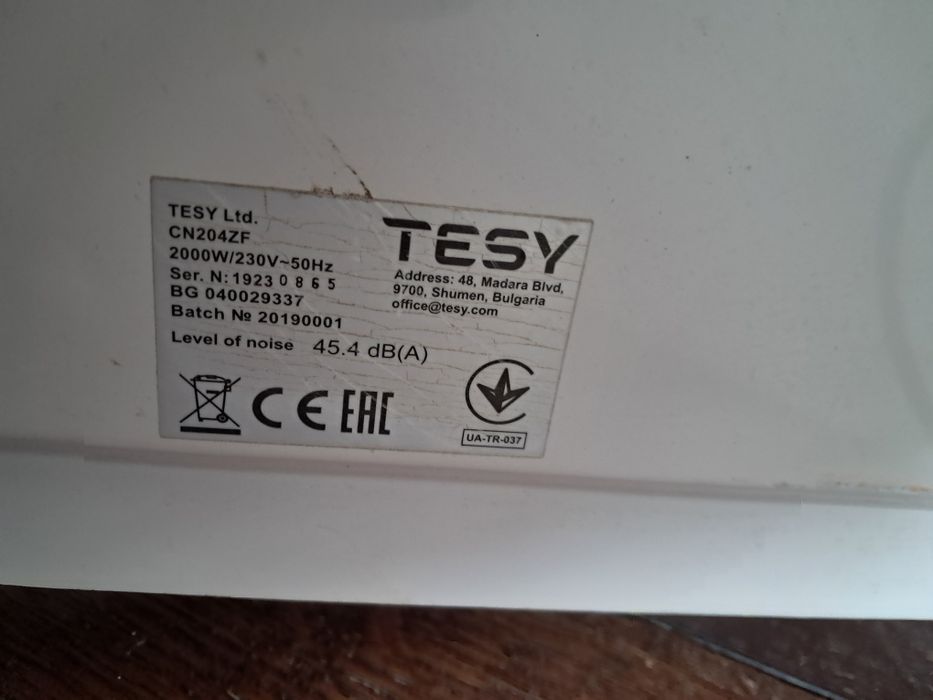 TESY Ltd.
CN204ZF
2000W/230V~50Hz
Ser. N: 1923 0 8 6 5
BG 040029337
Batch № 20190001
Level of noise 45.4 dB(A)
TESY
Address: 48, Madara Blvd,
9700, Shumen, Bulgaria
office@tesy.com
CE EAC
UA-TR-037